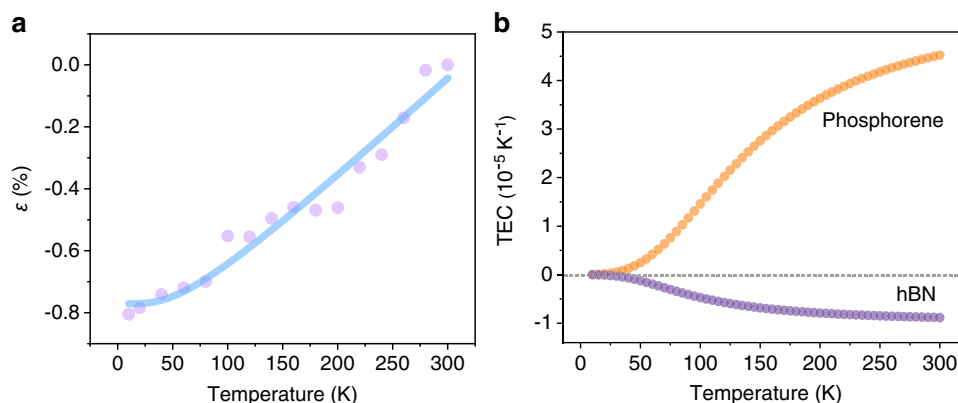 a
0.0
-0.2
-0.4
-0.6
-0.8
ε (%)
0 50 100 150 200 250 300
Temperature (K)
b
5
4
3
2
1
0
-1
TEC (10⁻⁵ K⁻¹)
Phosphorene
hBN
0 50 100 150 200 250 300
Temperature (K)